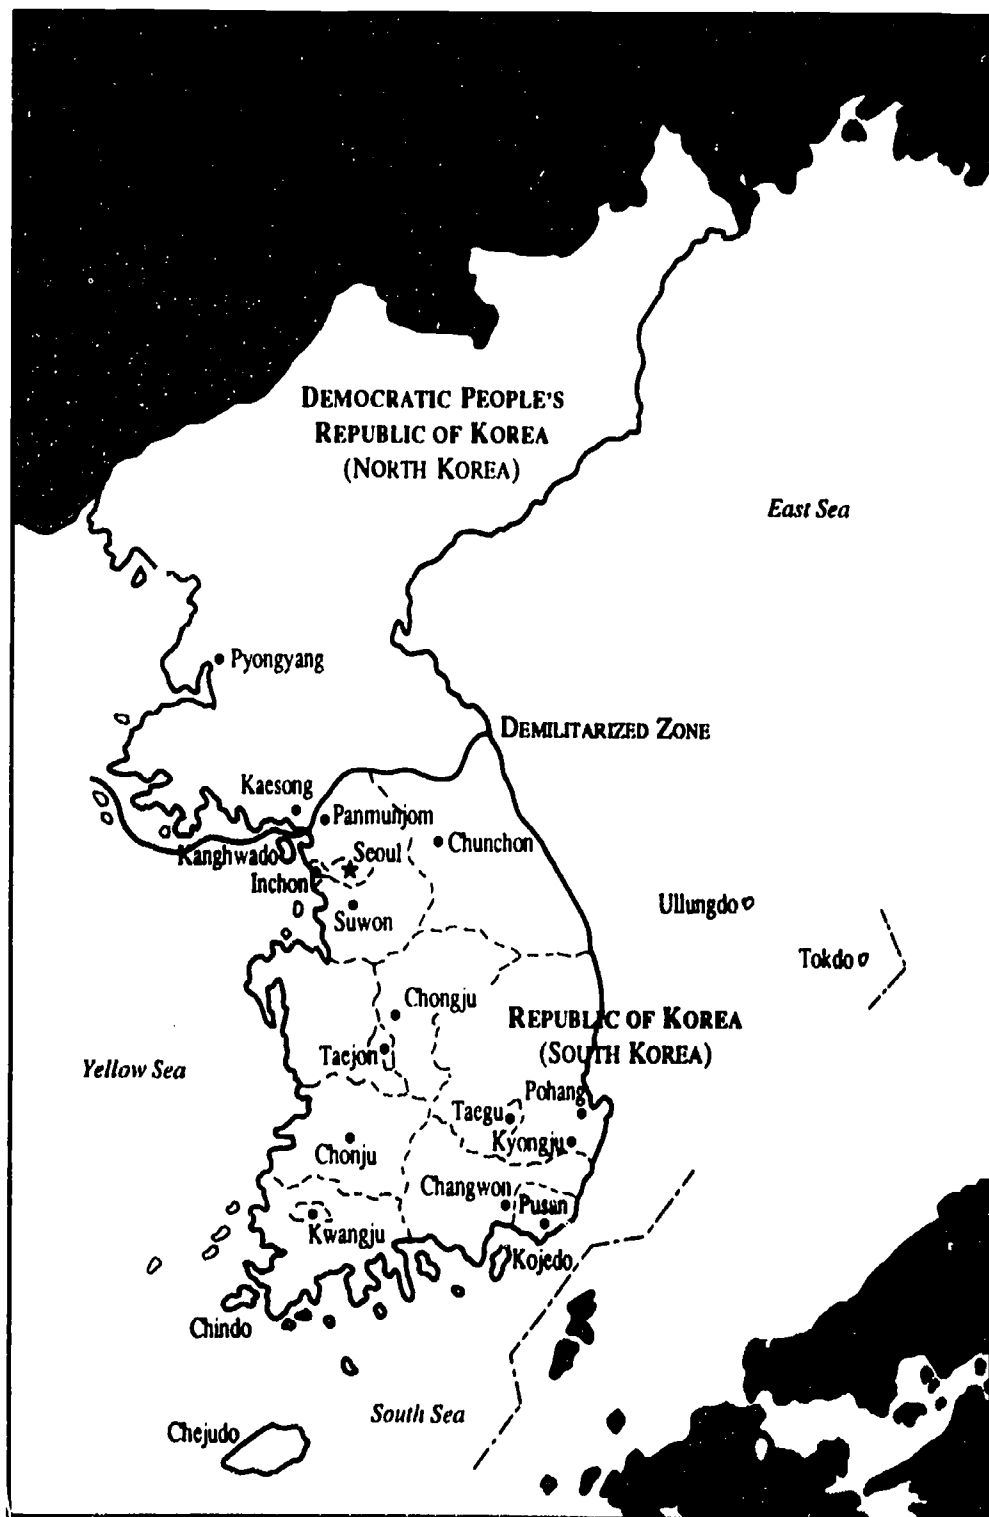 DEMOCRATIC PEOPLE'S
REPUBLIC OF KOREA
(NORTH KOREA)
East Sea
Pyongyang
DEMILITARIZED ZONE
Kaesong
Panmunjom
Chunchon
Kanghwado
Seoul
Inchon
Suwon
Ullungdo
Tokdo
Chongju
REPUBLIC OF KOREA
(SOUTH KOREA)
Taejon
Yellow Sea
Pohang
Taegu
Kyongju
Chonju
Changwon
Pusan
Kwangju
Kojedo
Chindo
South Sea
Chejudo